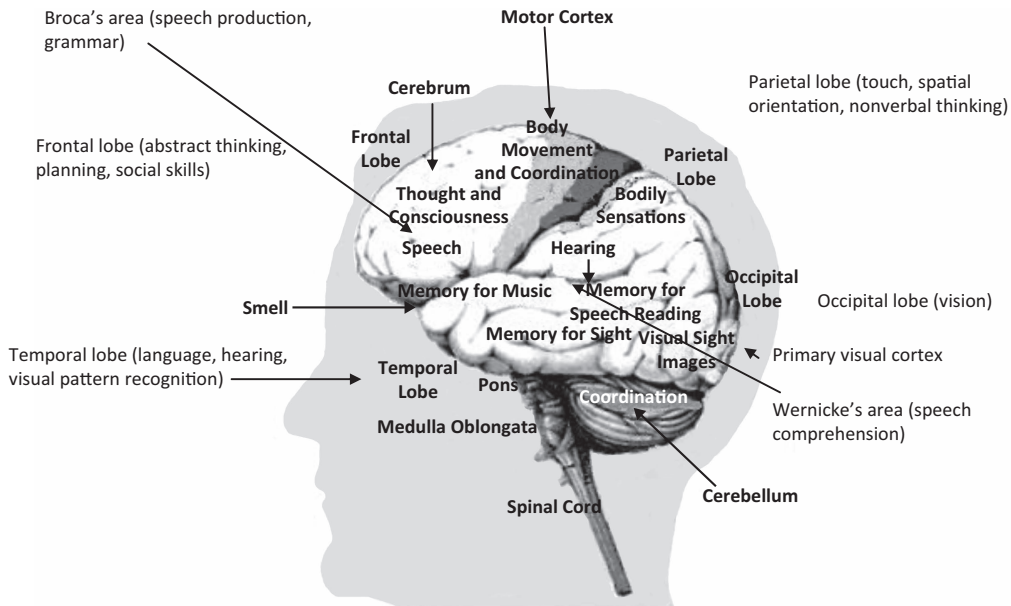 Broca’s area (speech production,
grammar)
Motor Cortex
Cerebrum
Parietal lobe (touch, spatial
orientation, nonverbal thinking)
Frontal lobe (abstract thinking,
planning, social skills)
Frontal
Lobe
Body
Movement
and Coordination
Parietal
Lobe
Thought and
Consciousness
Bodily
Sensations
Speech
Hearing
Smell
Memory for Music
Memory for
Speech Reading
Occipital
Lobe
Occipital lobe (vision)
Memory for Sight
Visual Sight
Images
Temporal lobe (language, hearing,
visual pattern recognition)
Temporal
Lobe
Pons
Primary visual cortex
Coordination
Wernicke’s area (speech
comprehension)
Medulla Oblongata
Cerebellum
Spinal Cord